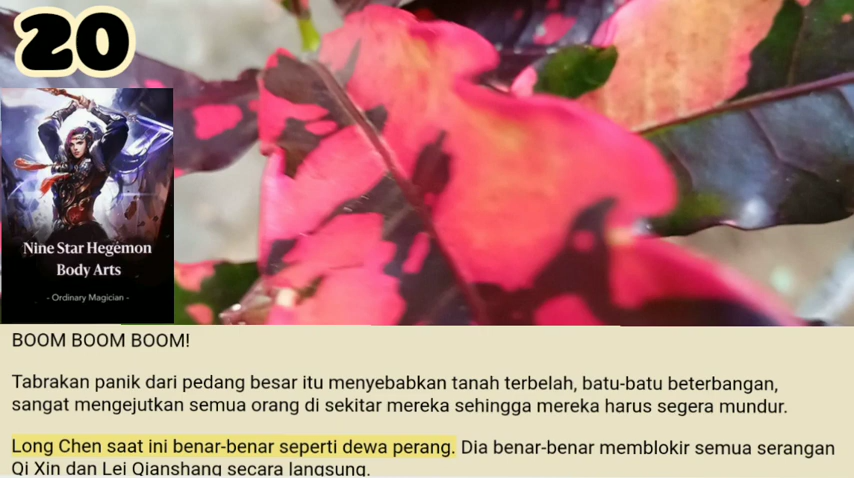 20
Nine Star Hegemon
Body Arts
- Ordinary Magician -
BOOM BOOM BOOM!
Tabrakan panik dari pedang besar itu menyebabkan tanah terbelah, batu-batu beterbangan,
sangat mengejutkan semua orang di sekitar mereka sehingga mereka harus segera mundur.
Long Chen saat ini benar-benar seperti dewa perang. Dia benar-benar memblokir semua serangan
Qi Xin dan Lei Qianshang secara langsung.